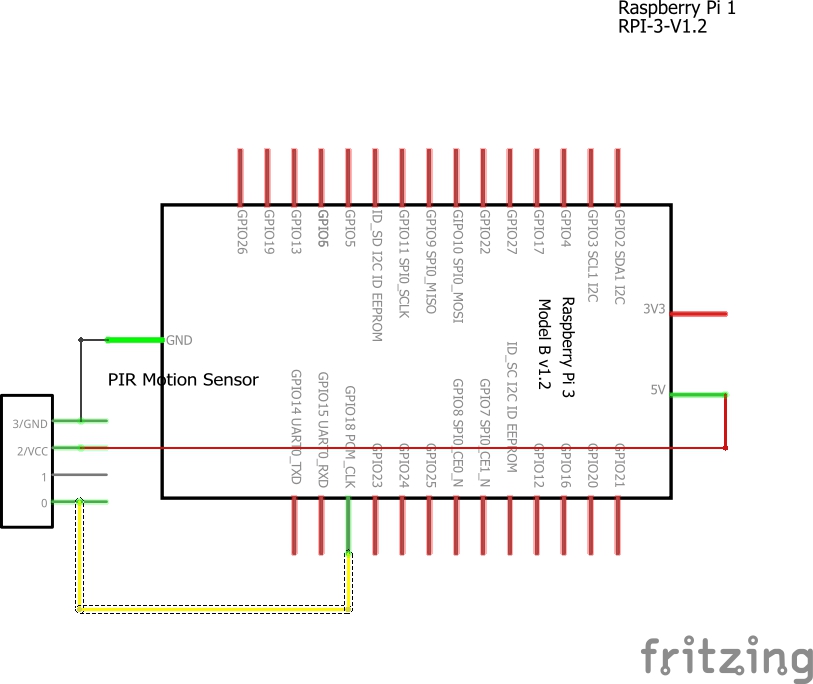 Raspberry Pi 1
RPI-3-V1.2
GPIO26
GPIO19
GPIO13
GPIO5
ID_SD I2C ID EEPROM
GPIO11 SPI0_SCLK
GPIO9 SPI0_MISO
GIPO10 SPI0_MOSI
GPIO22
GPIO27
GPIO17
GPIO4
GPIO3 SCL1 I2C
GPIO2 SDA1 I2C
3V3
Raspberry Pi 3
Model B v1.2
GND
PIR Motion Sensor
5V
3/GND
2/VCC
1
0
GPIO14 UART0_TXD
GPIO15 UART0_RXD
GPIO18 PCM_CLK
GPIO23
GPIO24
GPIO25
GPIO8 SPI0_CE0_N
GPIO7 SPI0_CE1_N
ID_SC I2C ID EEPROM
GPIO12
GPIO16
GPIO20
GPIO21
fritzing